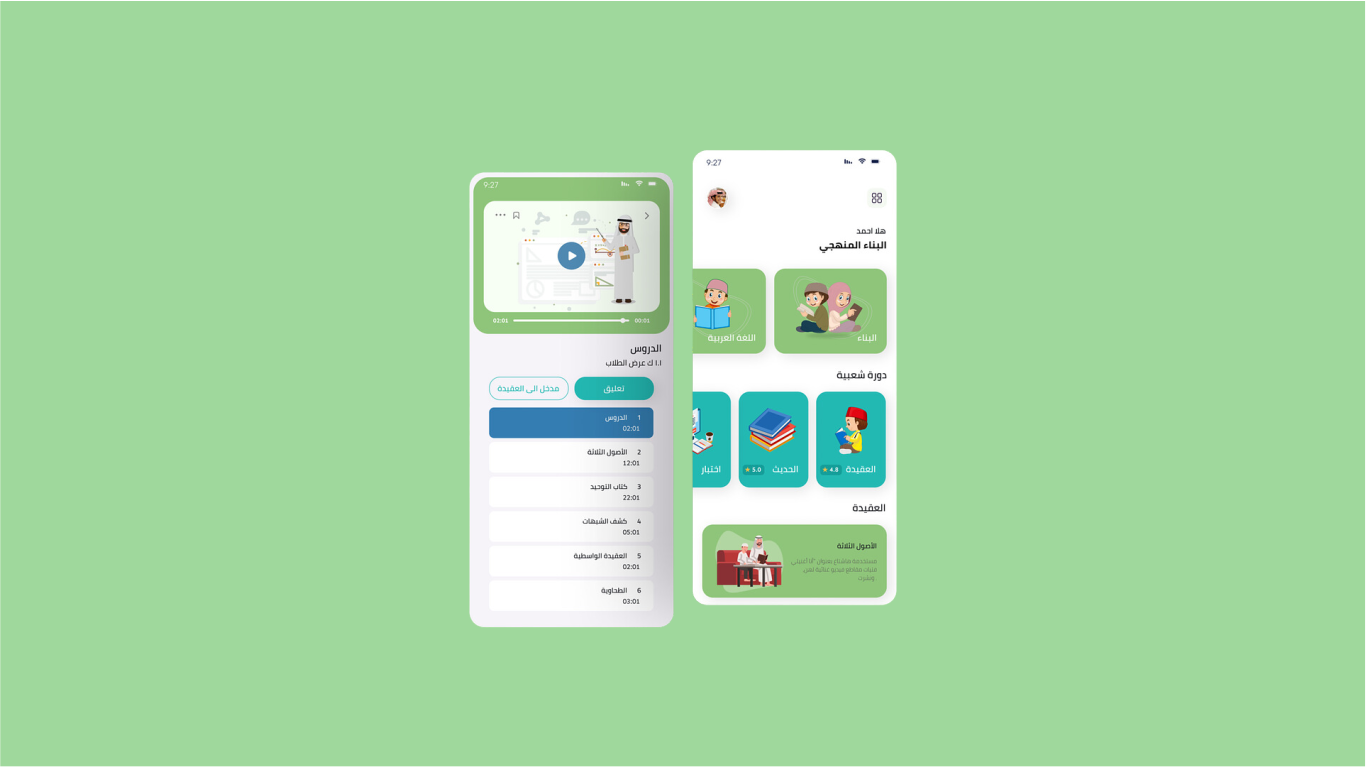 9:27
هلا احمد
البناء المنهجي
البناء
اللغة العربية
دورة شعبية
العقيدة
4.8
الحديث
5.0
اختبار
العقيدة
الأصول الثلاثة
9:27
02:01
00:01
الدروس
١.١ ك عرض الطلاب
تعليق
مدخل الى العقيدة
1 الدروس
02:01
2 الأصول الثلاثة
12:01
3 كتاب التوحيد
22:01
4 كشف الشبهات
05:01
5 العقيدة الواسطية
02:01
6 الطحاوية
03:01